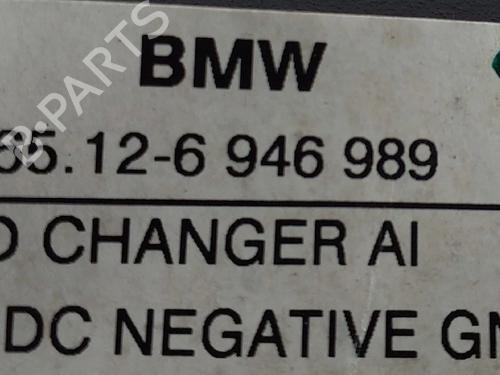 BMW
65.12-6 946 989
D CHANGER AI
DC NEGATIVE GN
B-PARTS